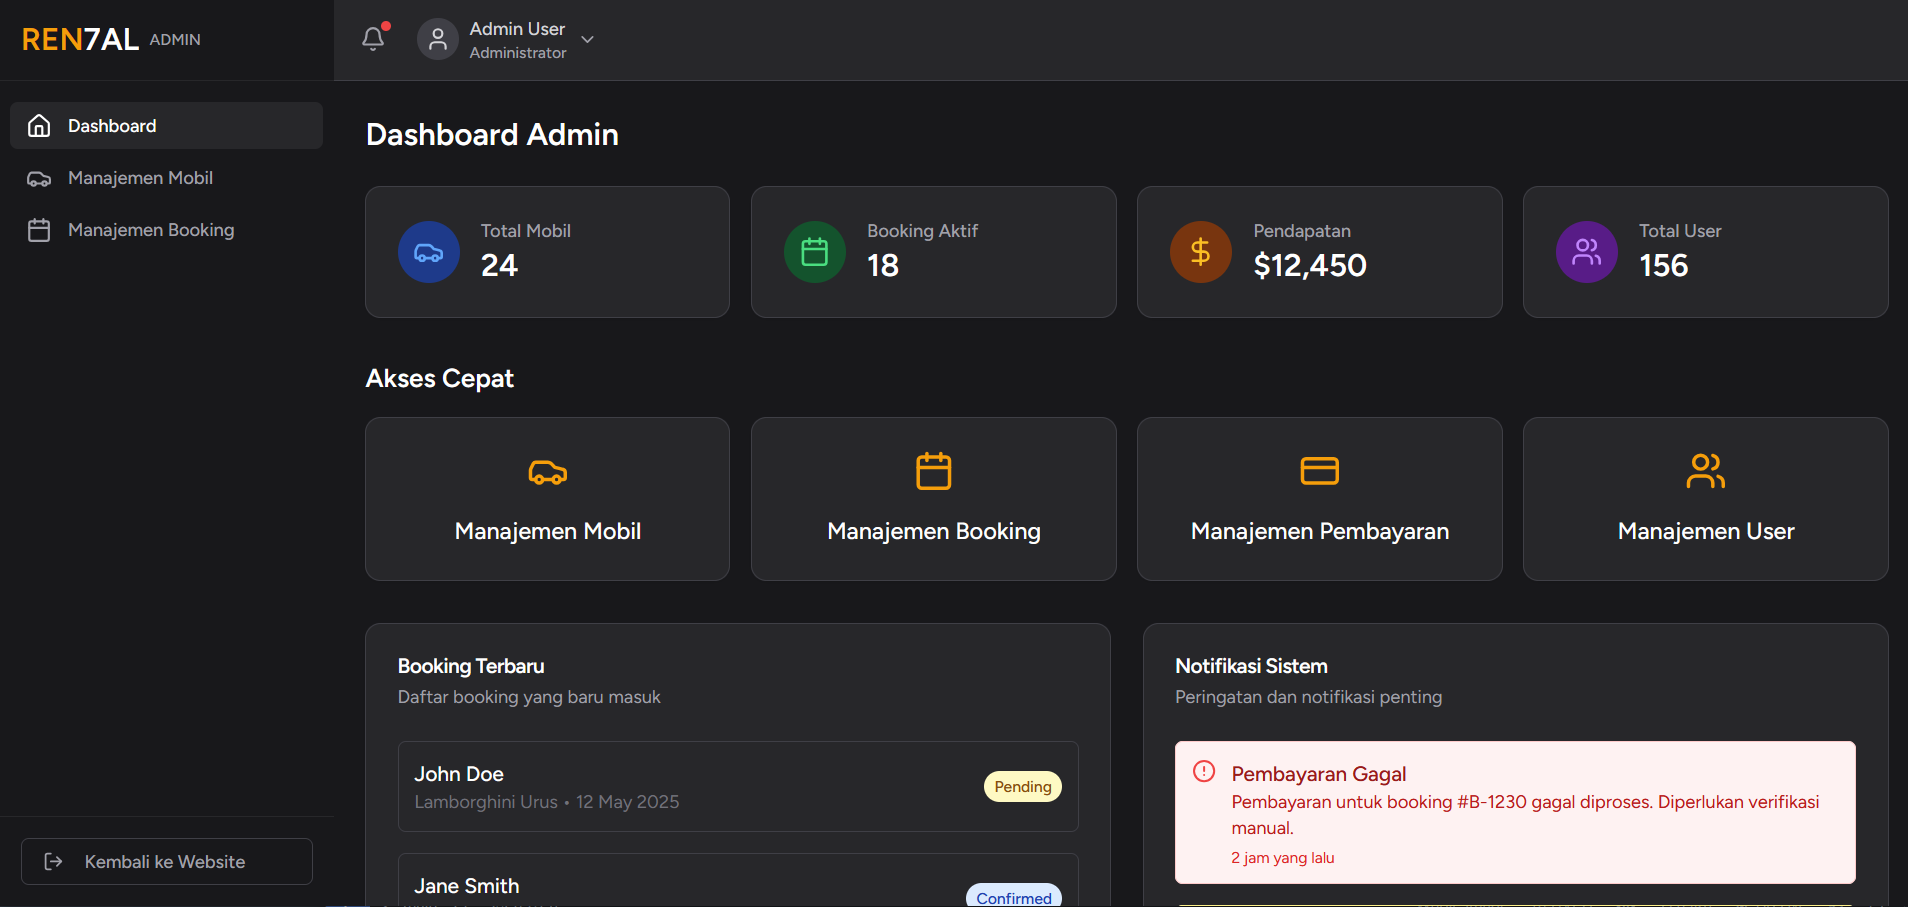 REN7AL ADMIN
Admin User
Administrator
Dashboard
Manajemen Mobil
Manajemen Booking
Kembali ke Website
Dashboard Admin
Total Mobil
24
Booking Aktif
18
Pendapatan
$12,450
Total User
156
Akses Cepat
Manajemen Mobil
Manajemen Booking
Manajemen Pembayaran
Manajemen User
Booking Terbaru
Daftar booking yang baru masuk
John Doe
Lamborghini Urus • 12 May 2025
Pending
Jane Smith
Confirmed
Notifikasi Sistem
Peringatan dan notifikasi penting
Pembayaran Gagal
Pembayaran untuk booking #B-1230 gagal diproses. Diperlukan verifikasi
manual.
2 jam yang lalu